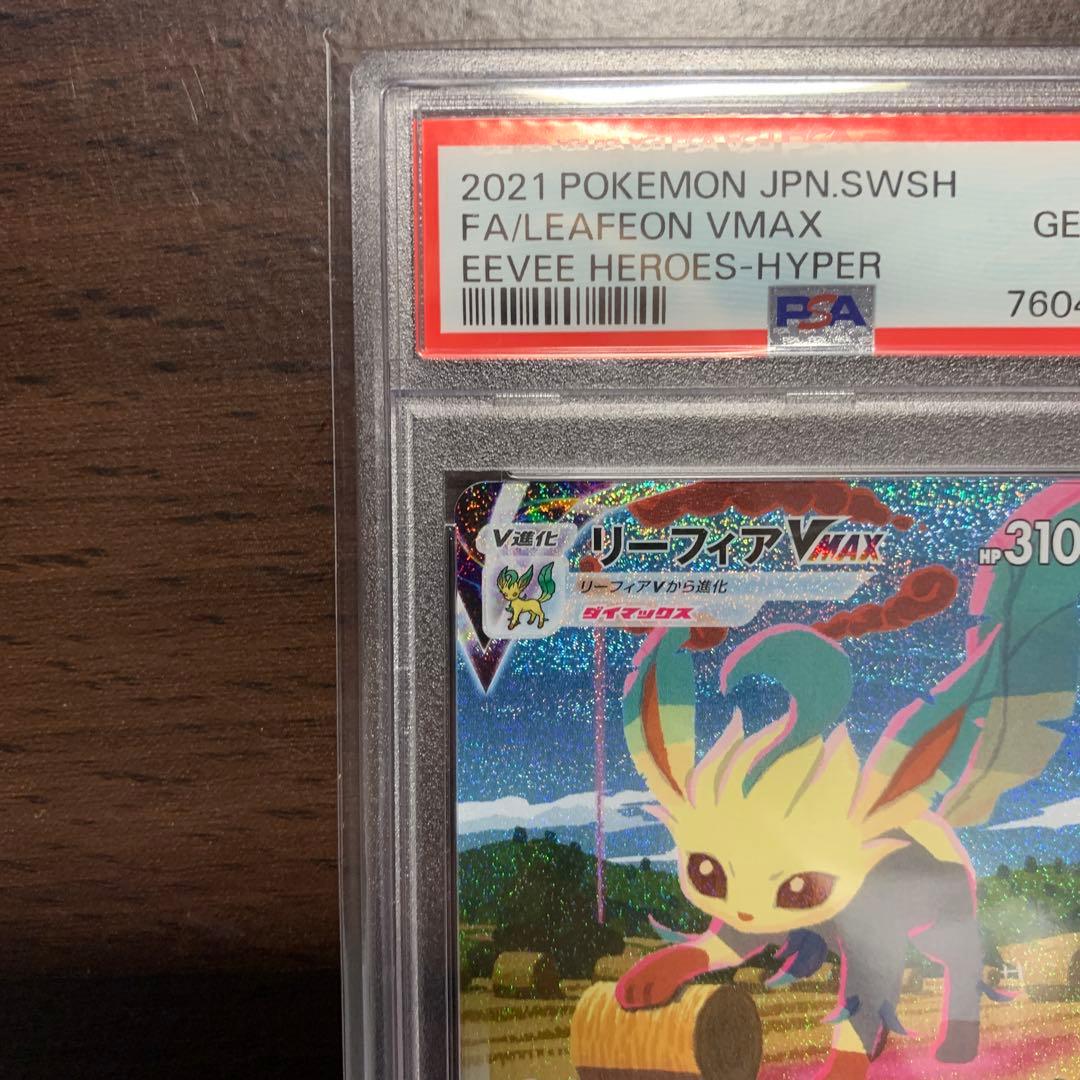 2021 POKEMON JPN.SWSH
FA/LEAFEON VMAX
GE
EEVEE HEROES-HYPER
7604
PSA
V進化
リーフィアVMAX
HP310
リーフィアVから進化
ダイマックス